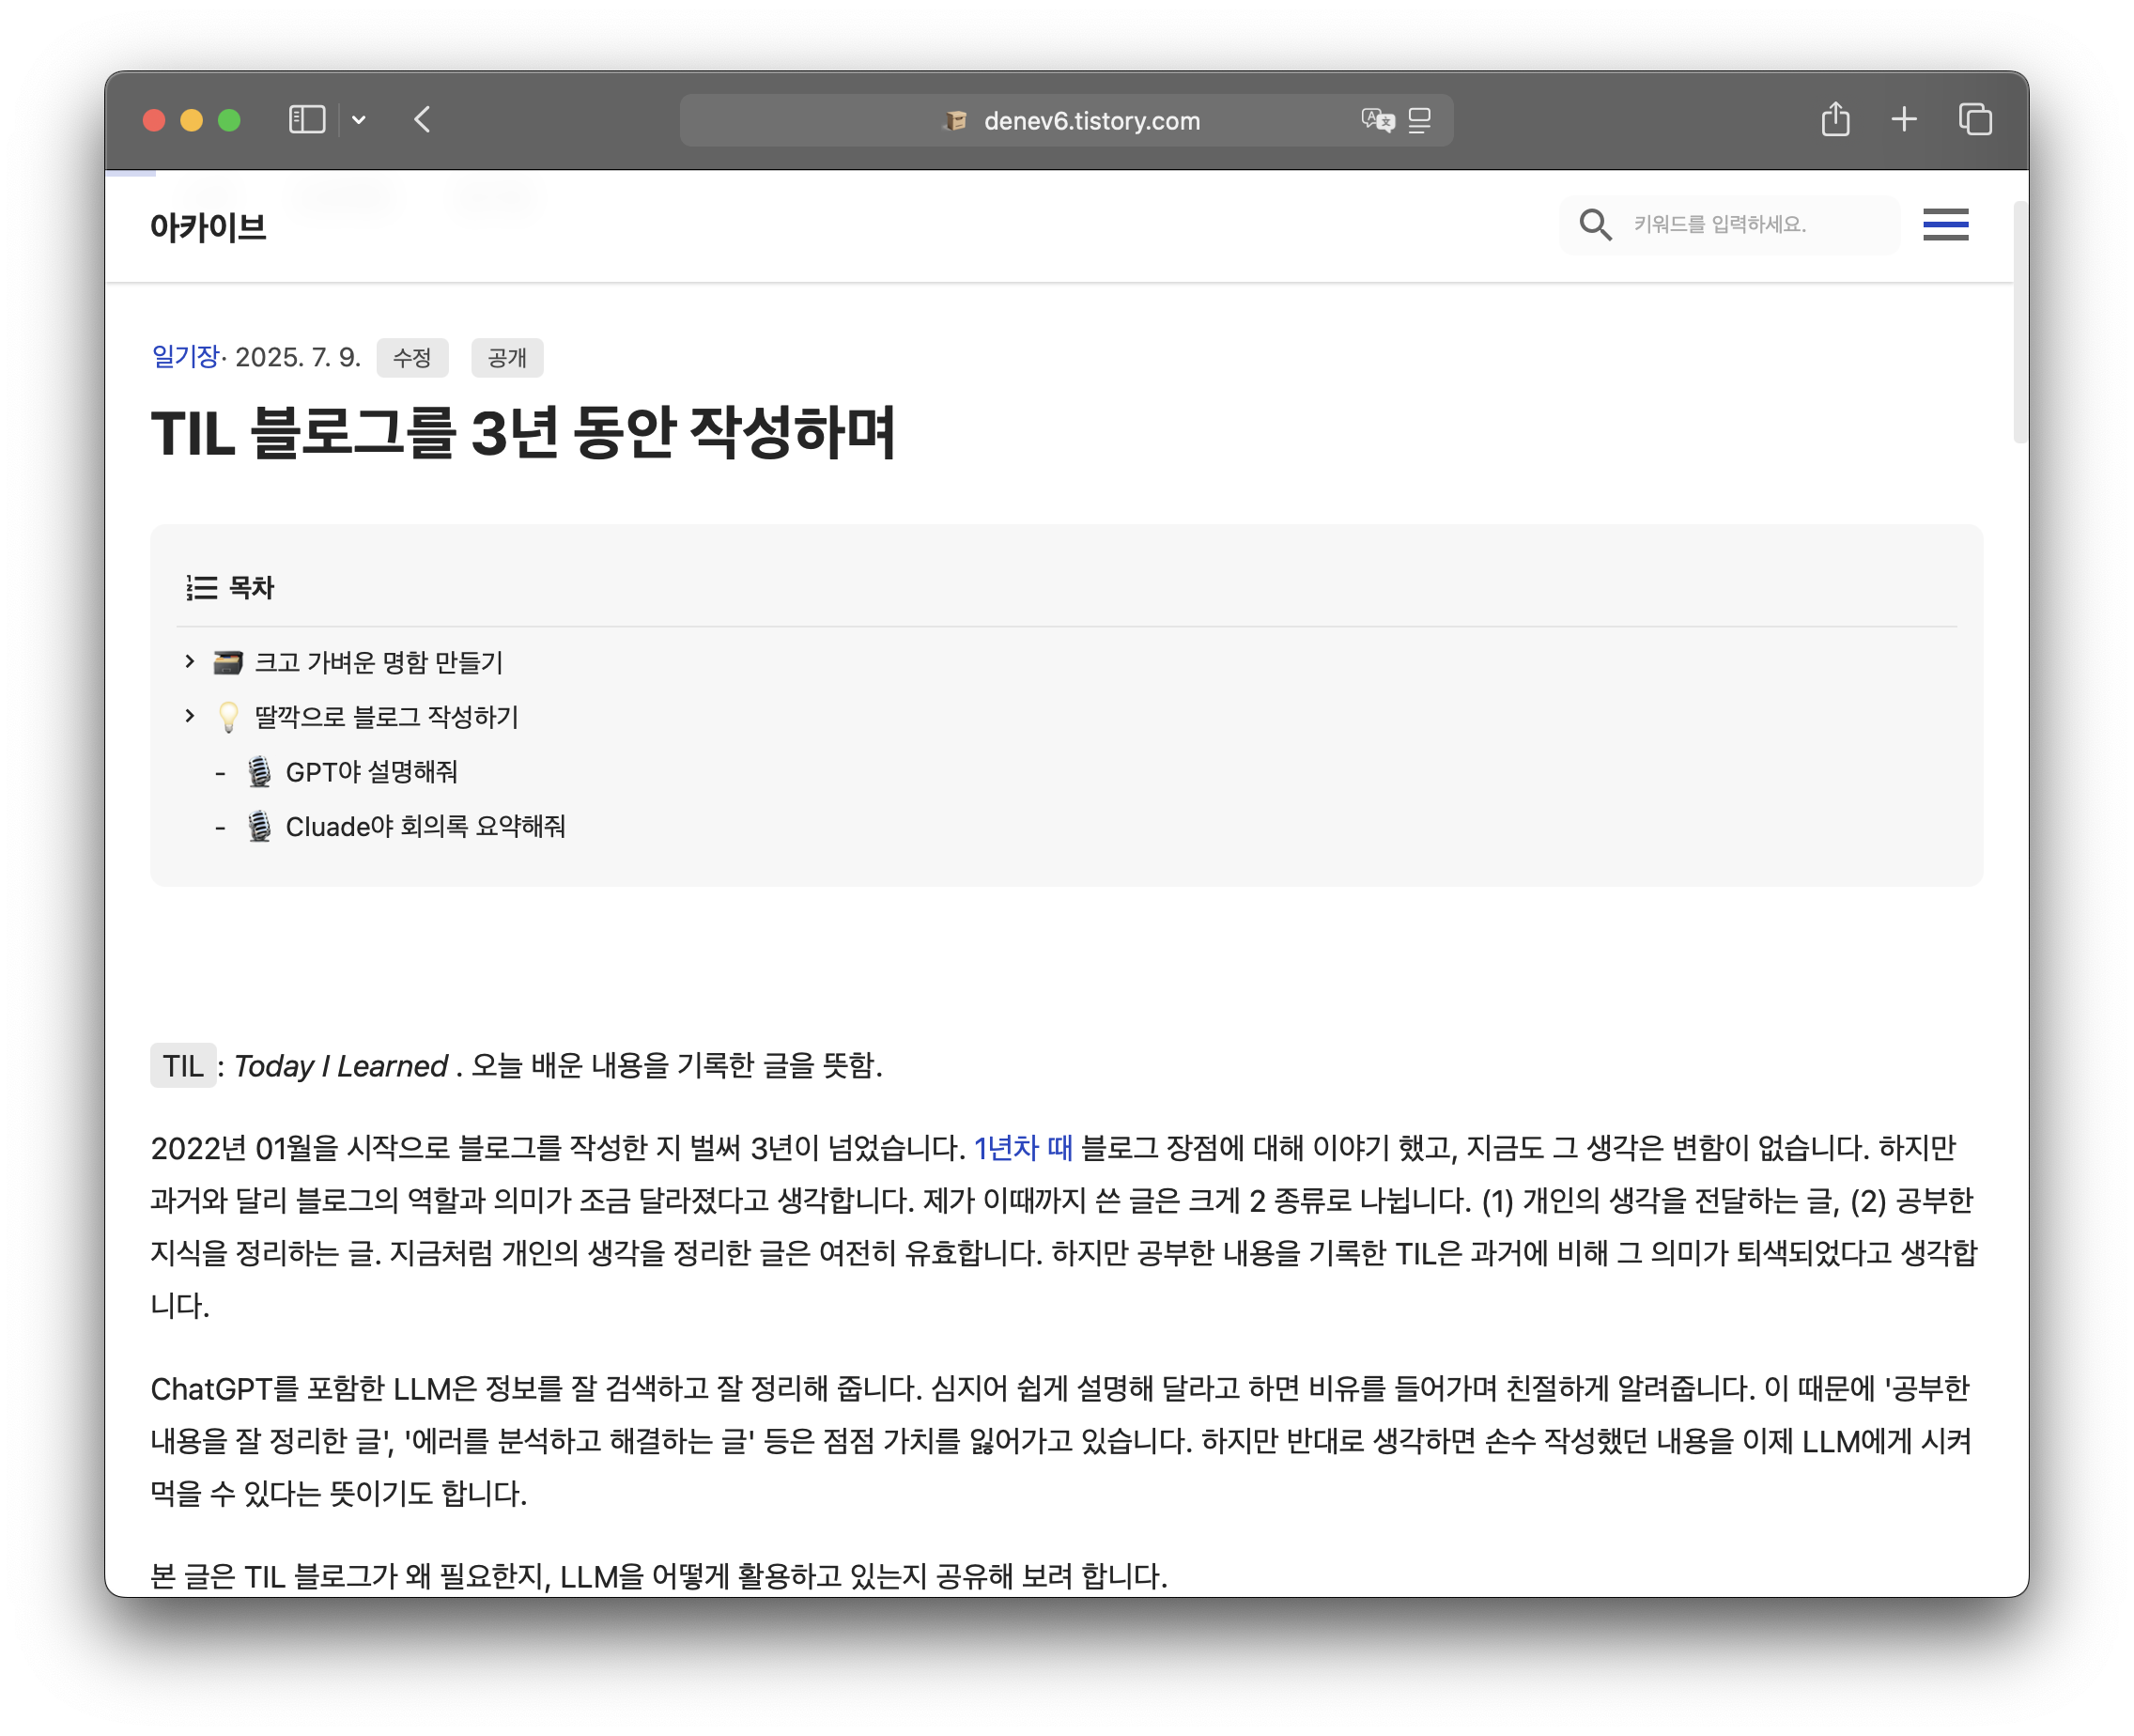 denev6.tistory.com
아카이브
키워드를 입력하세요.
일기장· 2025. 7. 9. 수정 공개
TIL 블로그를 3년 동안 작성하며
목차
크고 가벼운 명함 만들기
딸깍으로 블로그 작성하기
- GPT야 설명해줘
- Cluade야 회의록 요약해줘
TIL : Today I Learned . 오늘 배운 내용을 기록한 글을 뜻함.
2022년 01월을 시작으로 블로그를 작성한 지 벌써 3년이 넘었습니다. 1년차 때 블로그 장점에 대해 이야기 했고, 지금도 그 생각은 변함이 없습니다. 하지만
과거와 달리 블로그의 역할과 의미가 조금 달라졌다고 생각합니다. 제가 이때까지 쓴 글은 크게 2 종류로 나뉩니다. (1) 개인의 생각을 전달하는 글, (2) 공부한
지식을 정리하는 글. 지금처럼 개인의 생각을 정리한 글은 여전히 유효합니다. 하지만 공부한 내용을 기록한 TIL은 과거에 비해 그 의미가 퇴색되었다고 생각합
니다.
ChatGPT를 포함한 LLM은 정보를 잘 검색하고 잘 정리해 줍니다. 심지어 쉽게 설명해 달라고 하면 비유를 들어가며 친절하게 알려줍니다. 이 때문에 '공부한
내용을 잘 정리한 글', '에러를 분석하고 해결하는 글' 등은 점점 가치를 잃어가고 있습니다. 하지만 반대로 생각하면 손수 작성했던 내용을 이제 LLM에게 시켜
먹을 수 있다는 뜻이기도 합니다.
본 글은 TIL 블로그가 왜 필요한지, LLM을 어떻게 활용하고 있는지 공유해 보려 합니다.